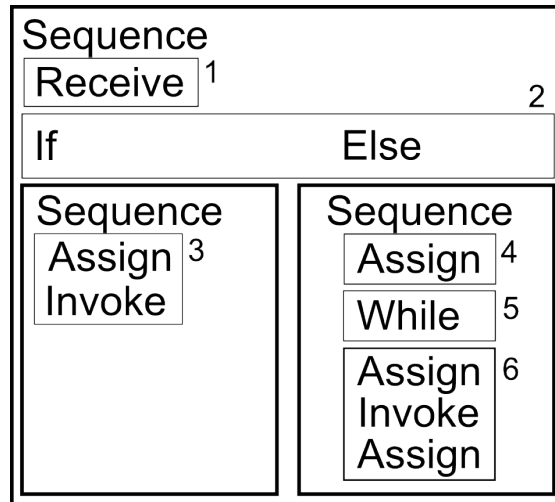 Sequence
Receive 1
2
If Else
Sequence
Assign 3
Invoke
Sequence
Assign 4
While 5
Assign 6
Invoke
Assign